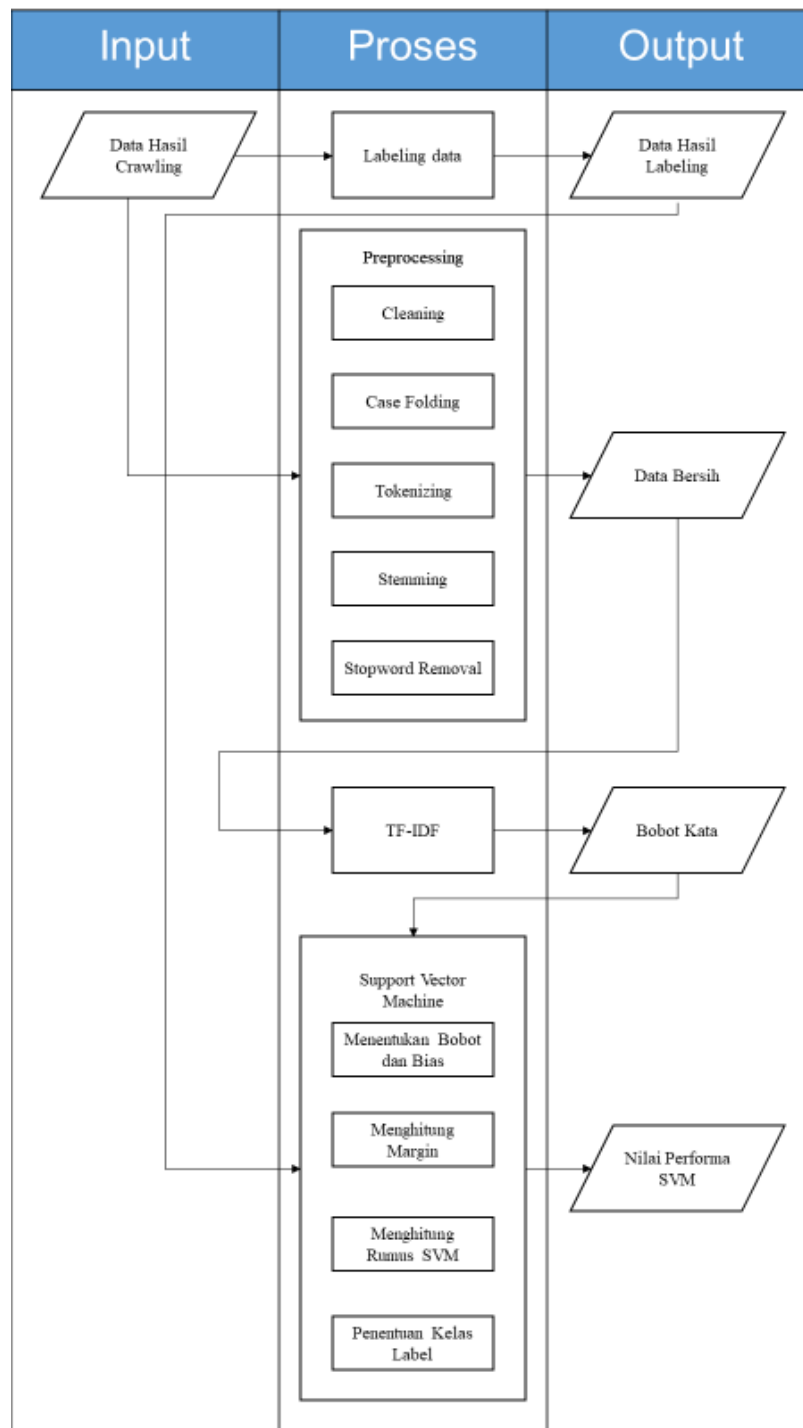 Input
Proses
Output
Data Hasil
Crawling
Labeling data
Data Hasil
Labeling
Preprocessing
Cleaning
Case Folding
Tokenizing
Stemming
Stopword Removal
Data Bersih
TF-IDF
Bobot Kata
Support Vector
Machine
Menentukan Bobot
dan Bias
Menghitung
Margin
Menghitung
Rumus SVM
Penentuan Kelas
Label
Nilai Performa
SVM